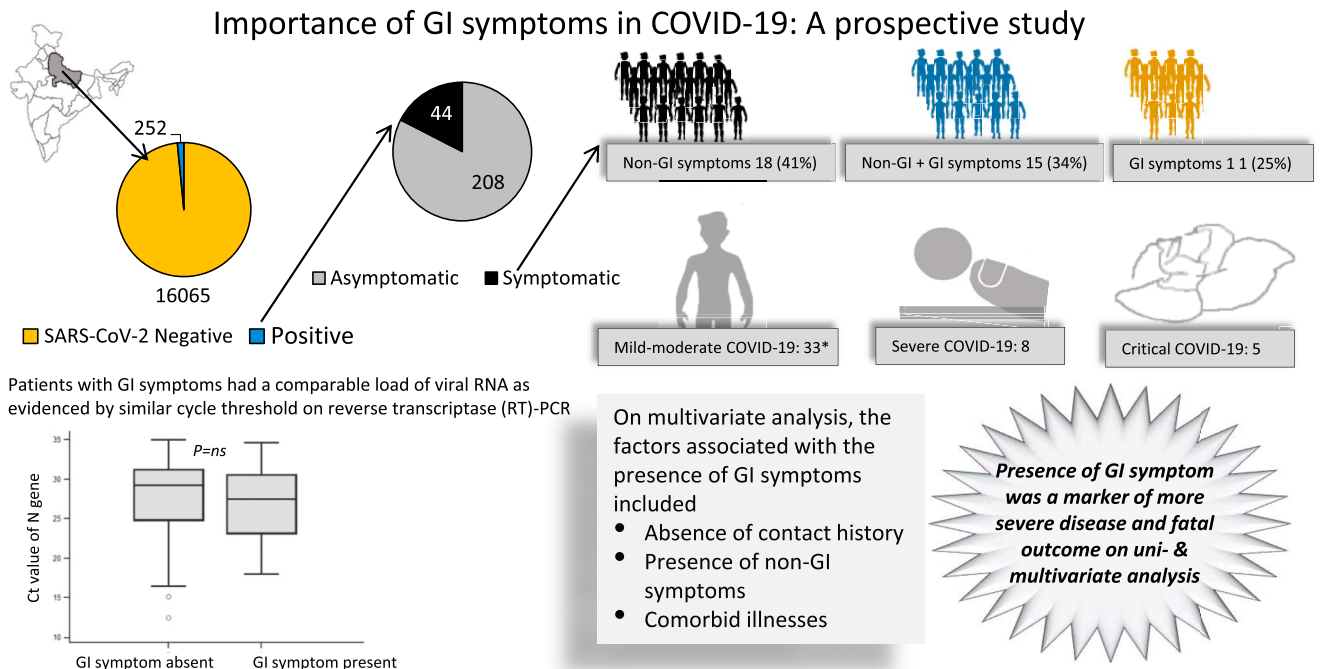 Importance of GI symptoms in COVID-19: A prospective study
252
16065
SARS-CoV-2 Negative
Positive
44
208
Asymptomatic
Symptomatic
Non-GI symptoms 18 (41%)
Non-GI + GI symptoms 15 (34%)
GI symptoms 1 1 (25%)
Mild-moderate COVID-19: 33*
Severe COVID-19: 8
Critical COVID-19: 5
Patients with GI symptoms had a comparable load of viral RNA as
evidenced by similar cycle threshold on reverse transcriptase (RT)-PCR
Ct value of N gene
35
30
25
20
15
10
P=ns
GI symptom absent
GI symptom present
On multivariate analysis, the
factors associated with the
presence of GI symptoms
included
• Absence of contact history
• Presence of non-GI
symptoms
• Comorbid illnesses
Presence of GI symptom
was a marker of more
severe disease and fatal
outcome on uni- &
multivariate analysis